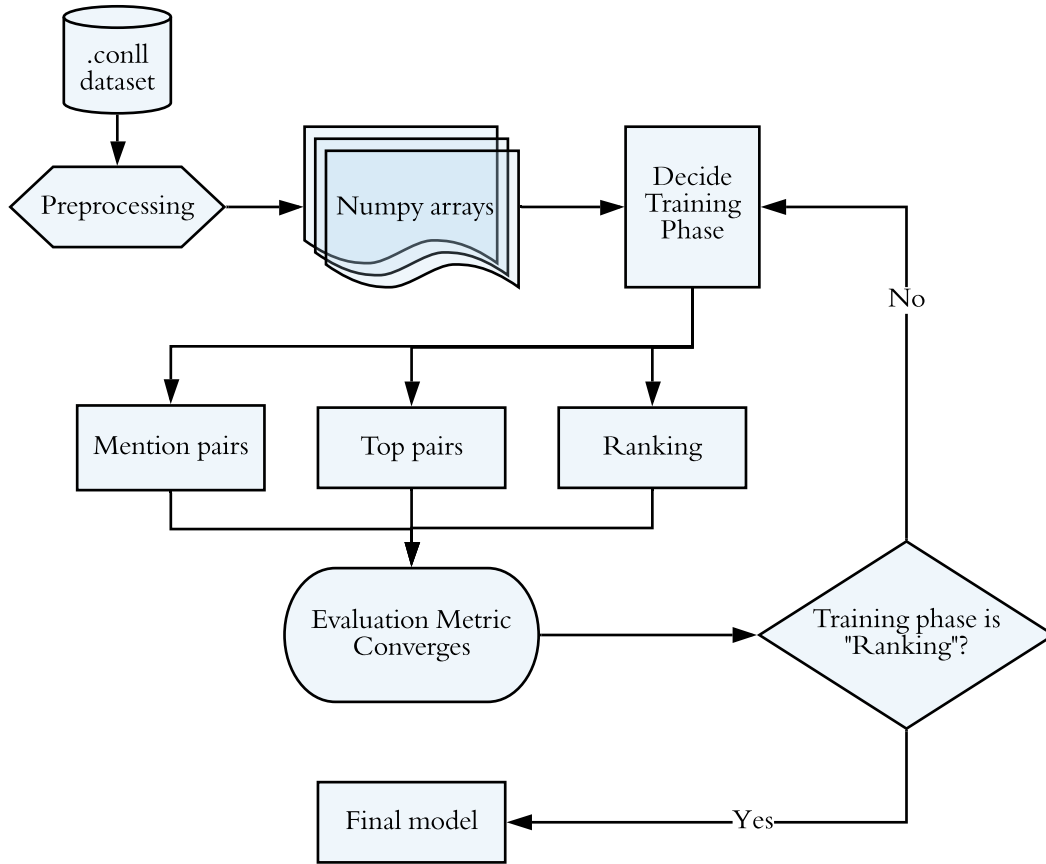 .conll
dataset
Preprocessing
Numpy arrays
Decide
Training
Phase
No
Mention pairs
Top pairs
Ranking
Evaluation Metric
Converges
Training phase is
"Ranking"?
Final model
Yes